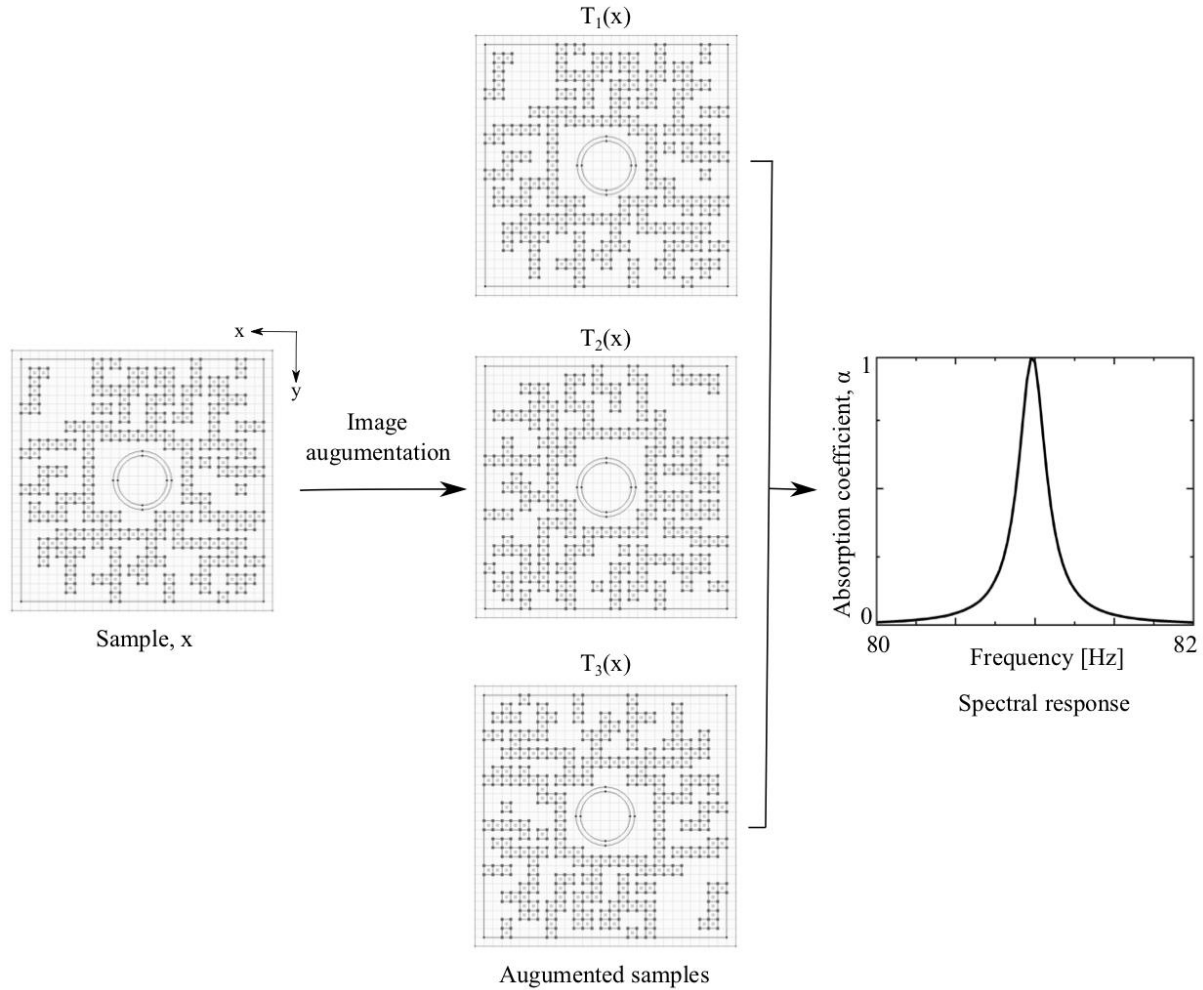 T₁(x)
x
y
T₂(x)
Image
augumentation
Sample, x
T₃(x)
Augumented samples
Absorption coefficient, α
1
0
80
82
Frequency [Hz]
Spectral response